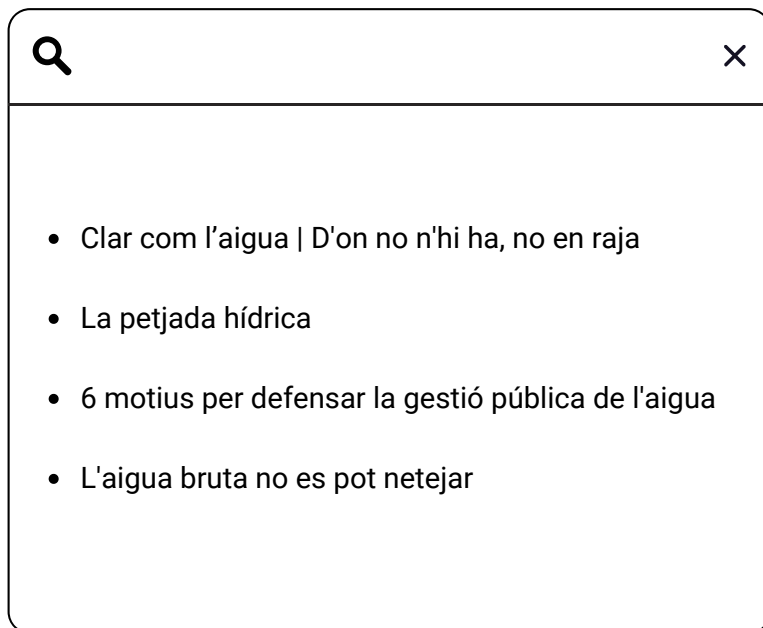 Clar com l’aigua | D'on no n'hi ha, no en raja
La petjada hídrica
6 motius per defensar la gestió pública de l'aigua
L'aigua bruta no es pot netejar